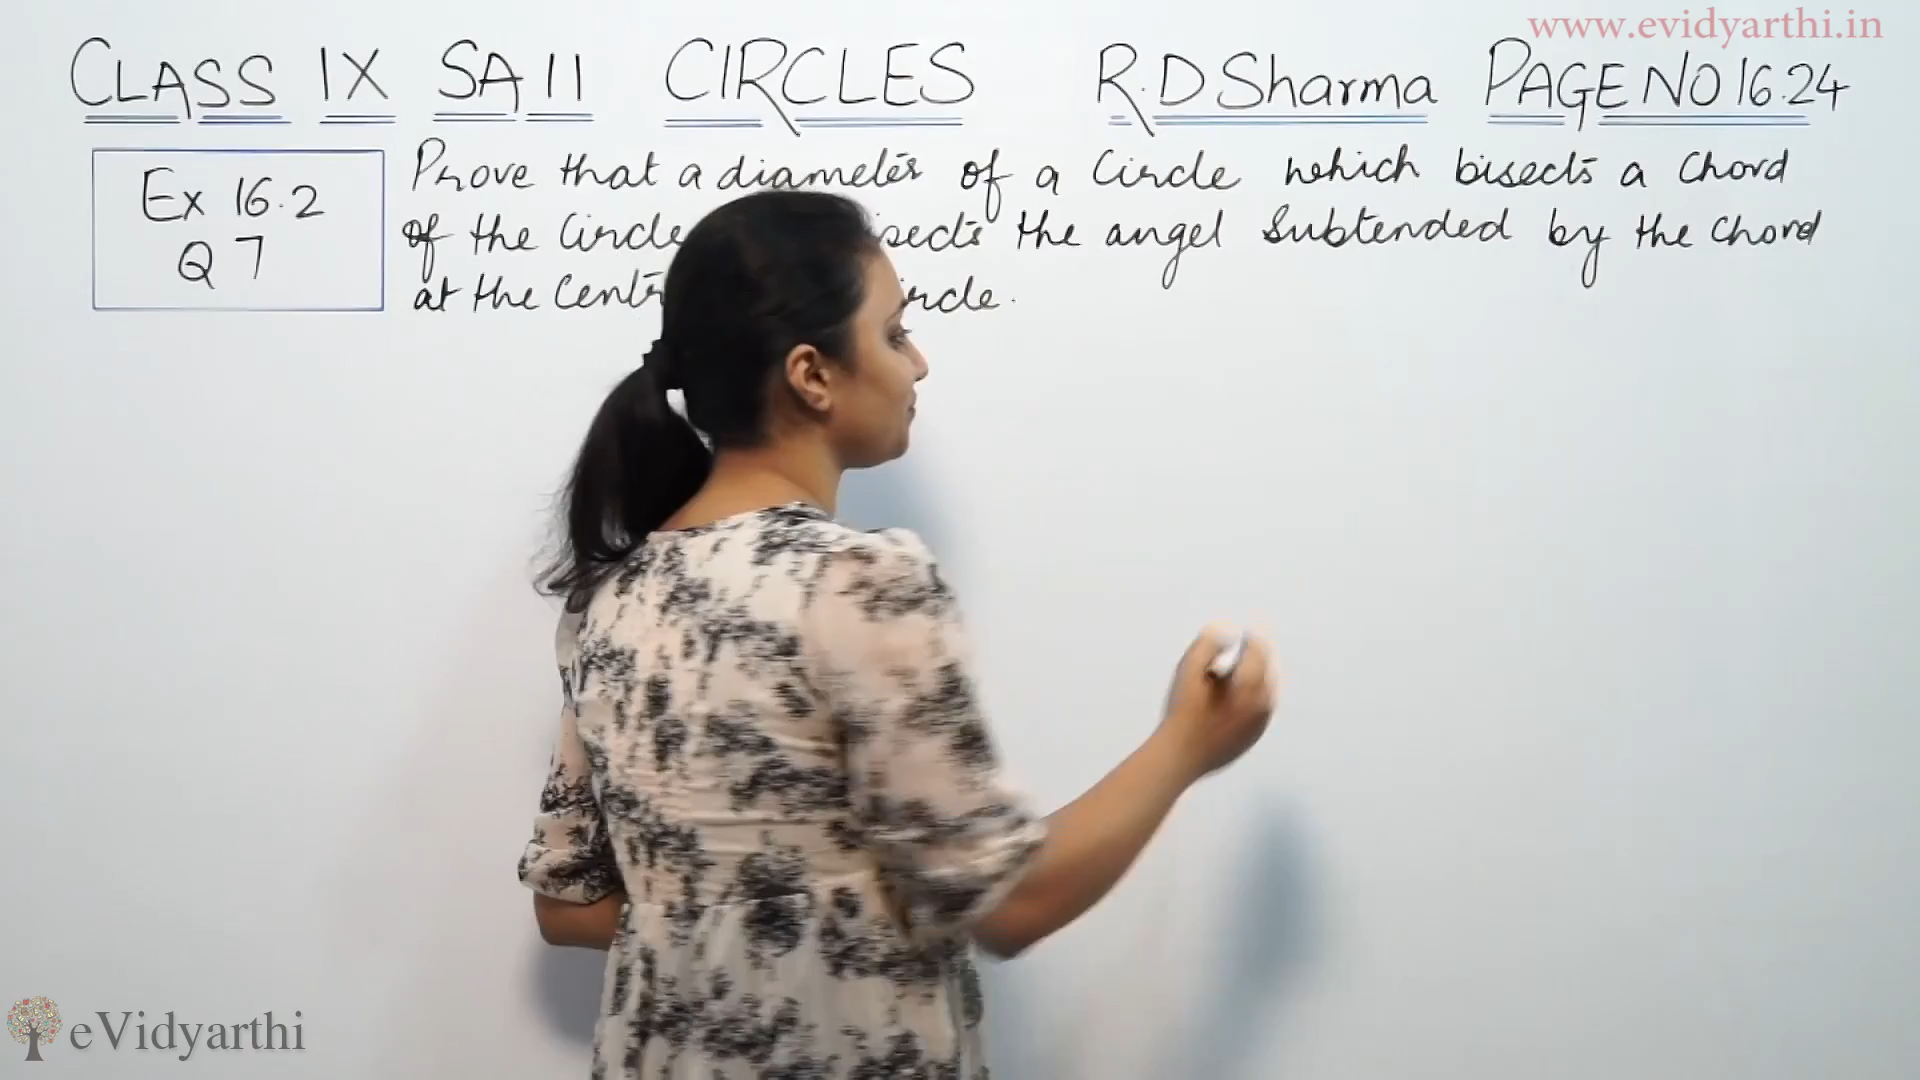 www.evidyarthi.in
CLASS IX SA II CIRCLES R.D Sharma PAGE NO 16.24
Ex 16.2
Q 7
Prove that a diameter of a Circle which bisects a Chord
of the Circle the angel Subtended by the Chord
at the
eVidyarthi